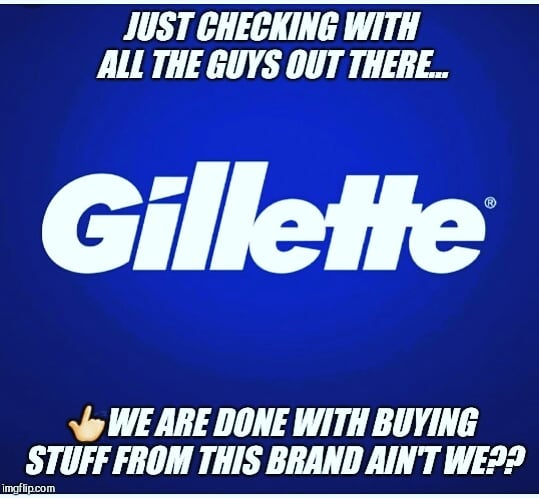 JUST CHECKING WITH
ALL THE GUYS OUT THERE...
Gillette®
👆WE ARE DONE WITH BUYING
STUFF FROM THIS BRAND AIN'T WE??
imgflip.com